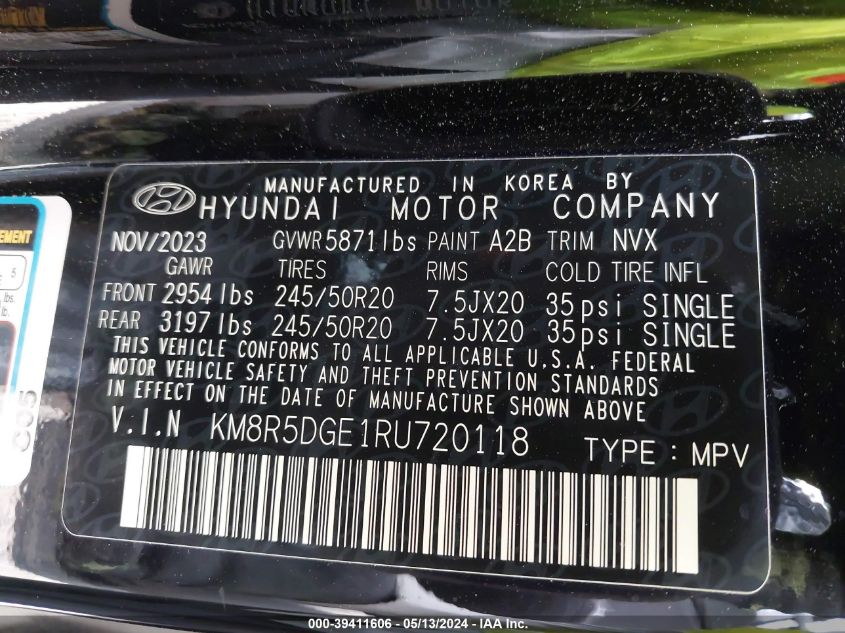 MANUFACTURED IN KOREA BY
HYUNDAI MOTOR COMPANY
NOV/2023 GVWR 5871 lbs PAINT A2B TRIM NVX
GAWR TIRES RIMS COLD TIRE INFL
FRONT 2954 lbs 245/50R20 7.5JX20 35psi SINGLE
REAR 3197 lbs 245/50R20 7.5JX20 35psi SINGLE
THIS VEHICLE CONFORMS TO ALL APPLICABLE U.S.A. FEDERAL
MOTOR VEHICLE SAFETY AND THEFT PREVENTION STANDARDS
IN EFFECT ON THE DATE OF MANUFACTURE SHOWN ABOVE
V.I.N KM8R5DGE1RU720118 TYPE : MPV
5
lbs.
lb.
000-39411606 - 05/13/2024 - IAA Inc.